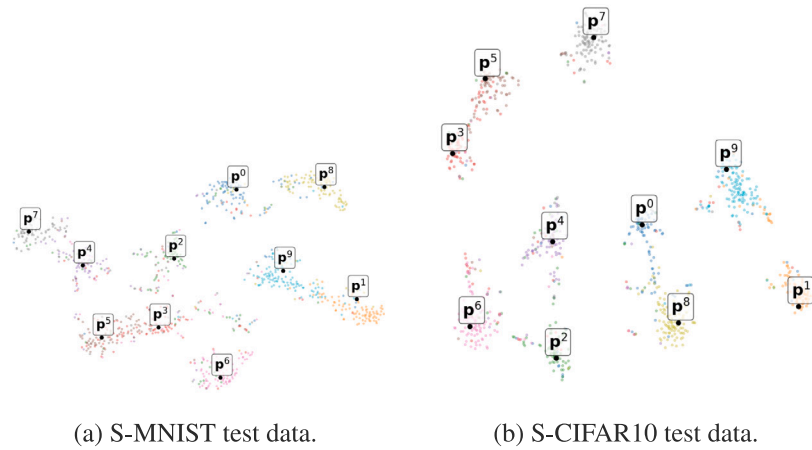 p⁰
p⁸
p⁷
p⁴
p²
p⁹
p¹
p⁵
p³
p⁶
(a) S-MNIST test data.
p⁷
p⁵
p³
p⁹
p⁴
p⁰
p⁶
p²
p⁸
p¹
(b) S-CIFAR10 test data.